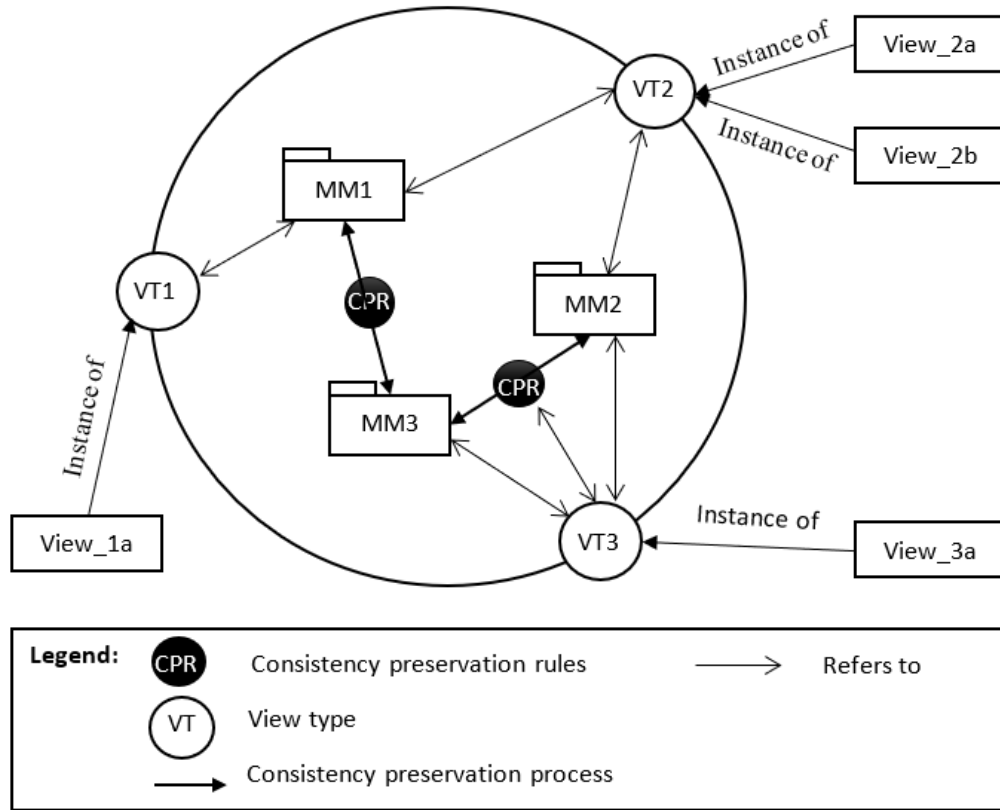 Instance of
View_2a
VT2
Instance of
View_2b
MM1
VT1
CPR
MM2
CPR
MM3
Instance of
Instance of
View_1a
VT3
View_3a
Legend:
CPR
Consistency preservation rules
Refers to
VT
View type
Consistency preservation process